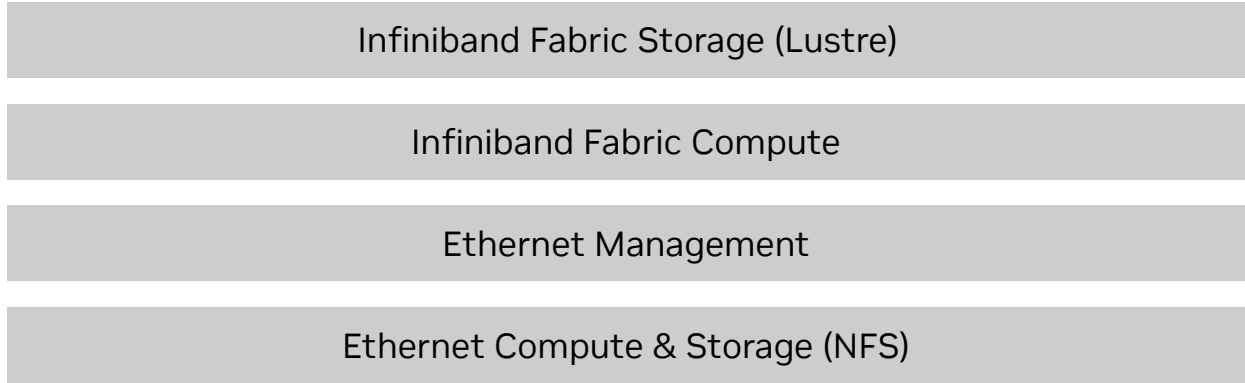 Infiniband Fabric Storage (Lustre)
Infiniband Fabric Compute
Ethernet Management
Ethernet Compute & Storage (NFS)